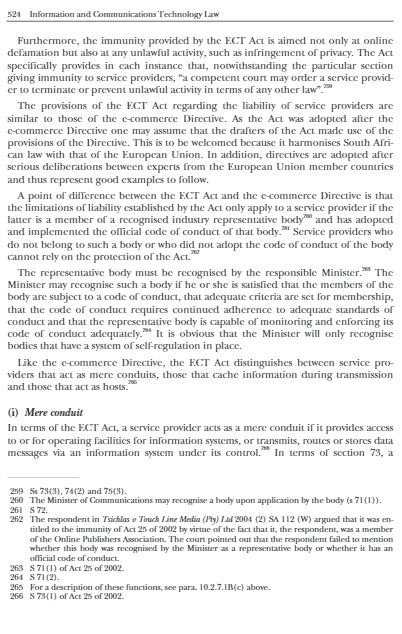 524 Information and Communications Technology Law
Furthermore, the immunity provided by the ECT Act is aimed not only at online
defamation but also at any unlawful activity, such as infringement of privacy. The Act
specifically provides in each instance that, notwithstanding the particular section
giving immunity to service providers, “a competent court may order a service provid-
er to terminate or prevent unlawful activity in terms of any other law”.259
The provisions of the ECT Act regarding the liability of service providers are
similar to those of the e-commerce Directive. As the Act was adopted after the
e-commerce Directive one may assume that the drafters of the Act made use of the
provisions of the Directive. This is to be welcomed because it harmonises South Afri-
can law with that of the European Union. In addition, directives are adopted after
serious deliberations between experts from the European Union member countries
and thus represent good examples to follow.
A point of difference between the ECT Act and the e-commerce Directive is that
the limitations of liability established by the Act only apply to a service provider if the
latter is a member of a recognised industry representative body260 and has adopted
and implemented the official code of conduct of that body.261 Service providers who
do not belong to such a body or who did not adopt the code of conduct of the body
cannot rely on the protection of the Act.262
The representative body must be recognised by the responsible Minister.263 The
Minister may recognise such a body if he or she is satisfied that the members of the
body are subject to a code of conduct, that adequate criteria are set for membership,
that the code of conduct requires continued adherence to adequate standards of
conduct and that the representative body is capable of monitoring and enforcing its
code of conduct adequately.264 It is obvious that the Minister will only recognise
bodies that have a system of self-regulation in place.
Like the e-commerce Directive, the ECT Act distinguishes between service pro-
viders that act as mere conduits, those that cache information during transmission
and those that act as hosts.265
(i) Mere conduit
In terms of the ECT Act, a service provider acts as a mere conduit if it provides access
to or for operating facilities for information systems, or transmits, routes or stores data
messages via an information system under its control.266 In terms of section 73, a
259 Ss 73(3), 74(2) and 75(3).
260 The Minister of Communications may recognise a body upon application by the body (s 71(1)).
261 S 72.
262 The respondent in Tsichlas v Touch Line Media (Pty) Ltd 2004 (2) SA 112 (W) argued that it was en-
titled to the immunity of Act 25 of 2002 by virtue of the fact that it, the respondent, was a member
of the Online Publishers Association. The court pointed out that the respondent failed to mention
whether this body was recognised by the Minister as a representative body or whether it has an
official code of conduct.
263 S 71(1) of Act 25 of 2002.
264 S 71(2).
265 For a description of these functions, see para. 10.2.7.1B(c) above.
266 S 73(1) of Act 25 of 2002.